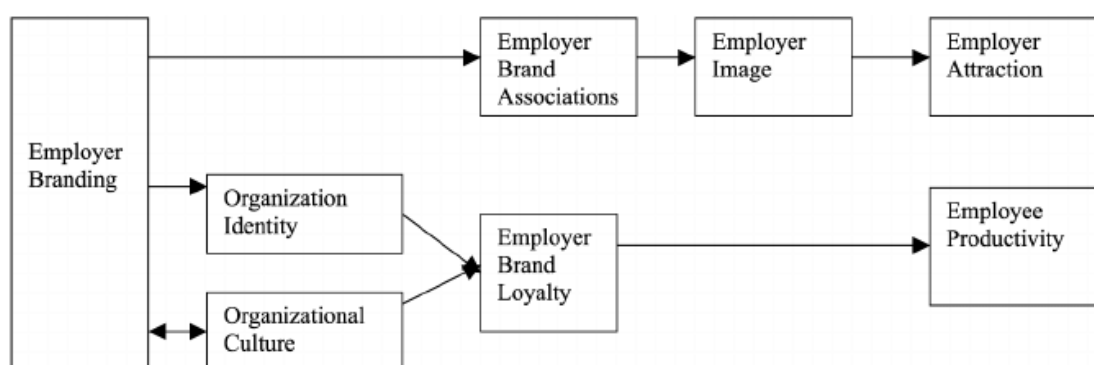 Employer
Branding
Employer
Brand
Associations
Employer
Image
Employer
Attraction
Organization
Identity
Organizational
Culture
Employer
Brand
Loyalty
Employee
Productivity